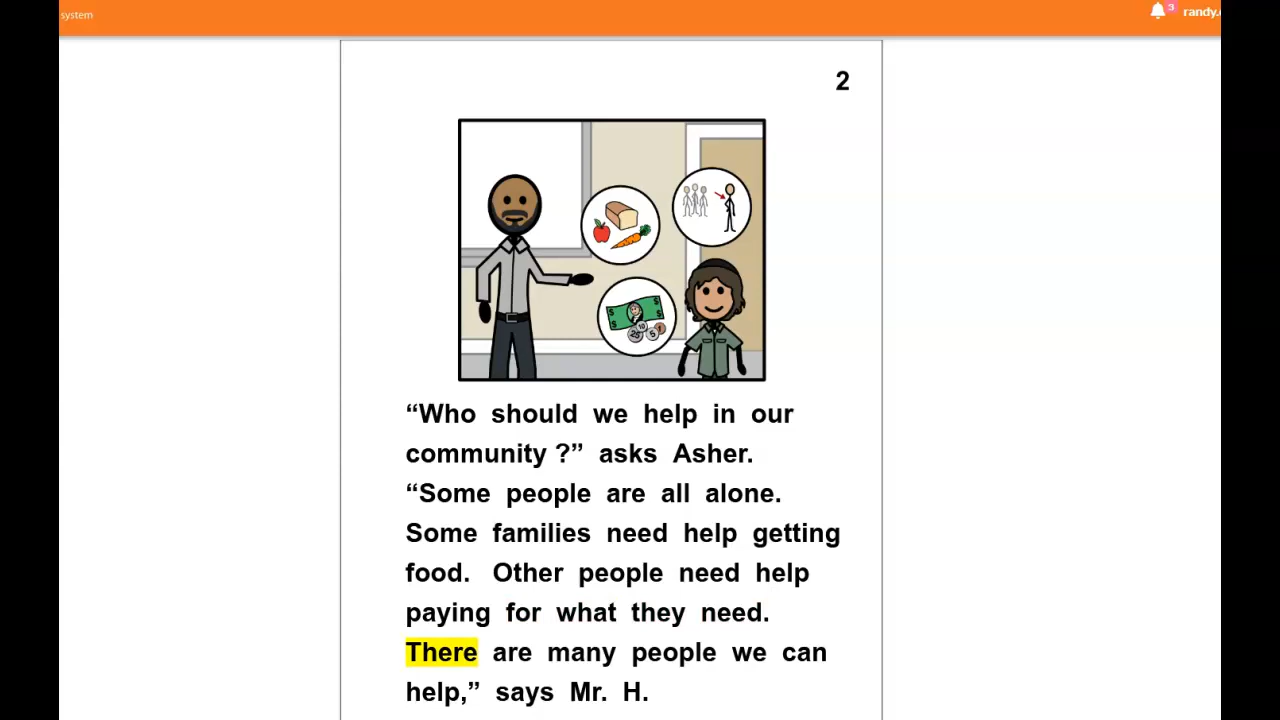 system
3
randy.
2
“Who should we help in our
community ?” asks Asher.
“Some people are all alone.
Some families need help getting
food. Other people need help
paying for what they need.
There are many people we can
help,” says Mr. H.